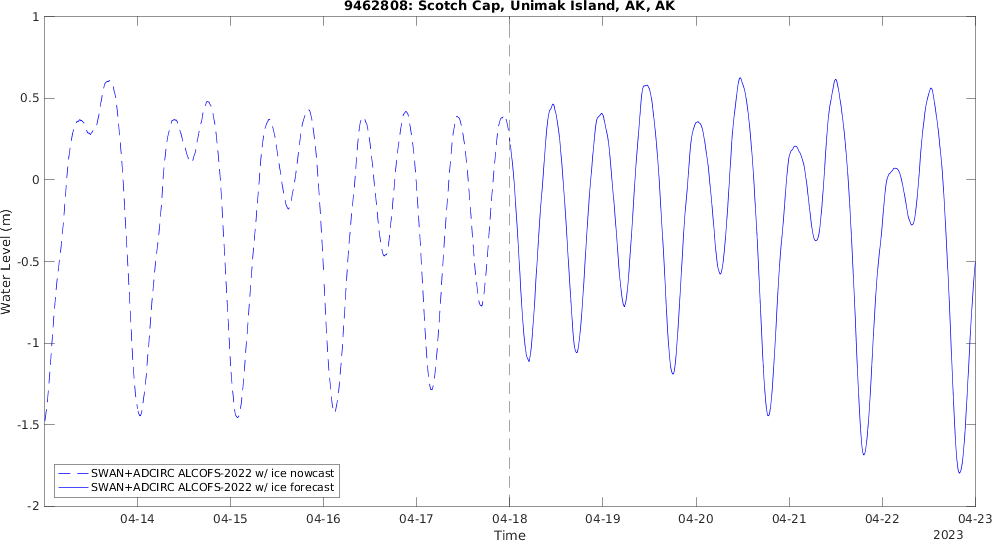 9462808: Scotch Cap, Unimak Island, AK, AK
1
0.5
0
-0.5
-1
-1.5
-2
Water Level (m)
SWAN+ADCIRC ALCOFS-2022 w/ ice nowcast
SWAN+ADCIRC ALCOFS-2022 w/ ice forecast
04-14 04-15 04-16 04-17 04-18 04-19 04-20 04-21 04-22 04-23
Time
2023